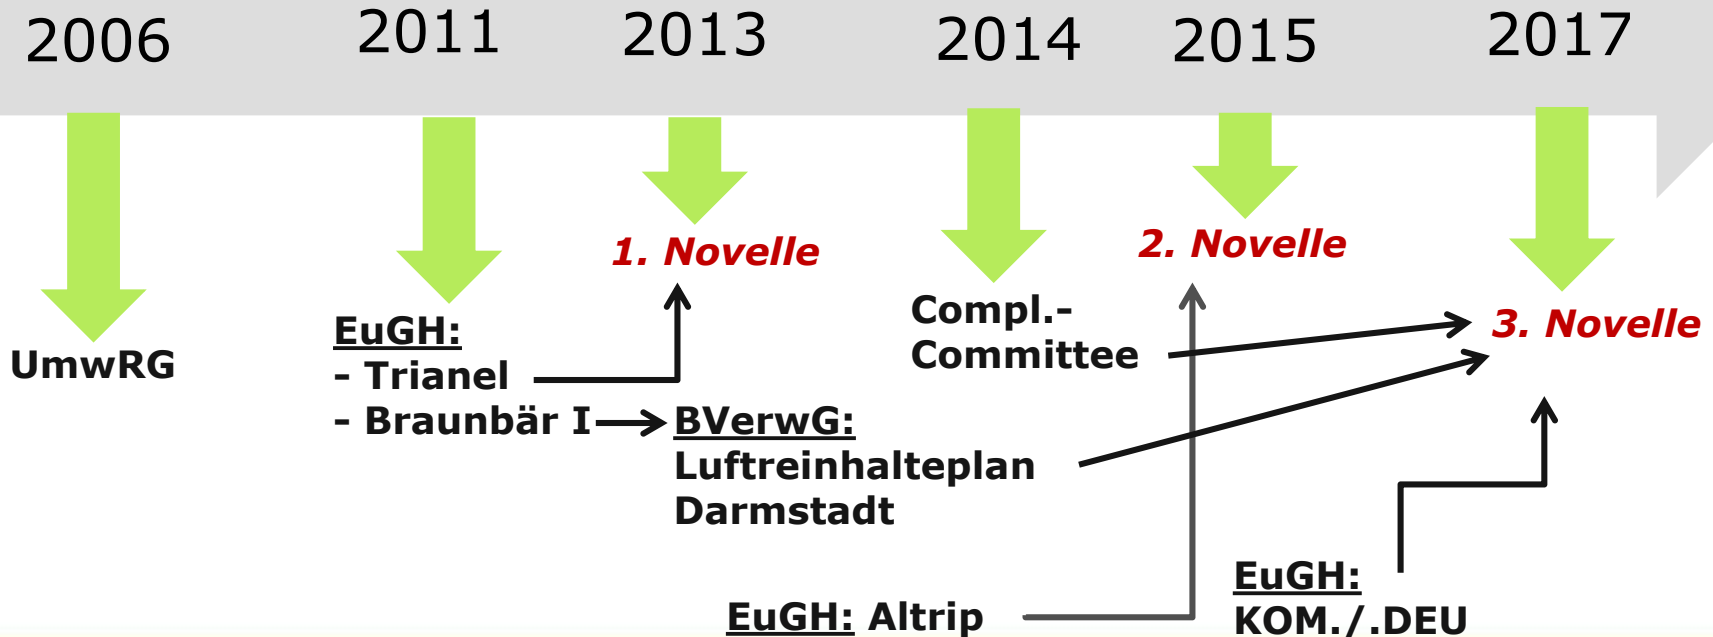 2006 2011 2013 2014 2015 2017
UmwRG
EuGH:
- Trianel
- Braunbär I
1. Novelle
BVerwG:
Luftreinhalteplan
Darmstadt
EuGH: Altrip
Compl.-
Committee
2. Novelle
3. Novelle
EuGH:
KOM./.DEU